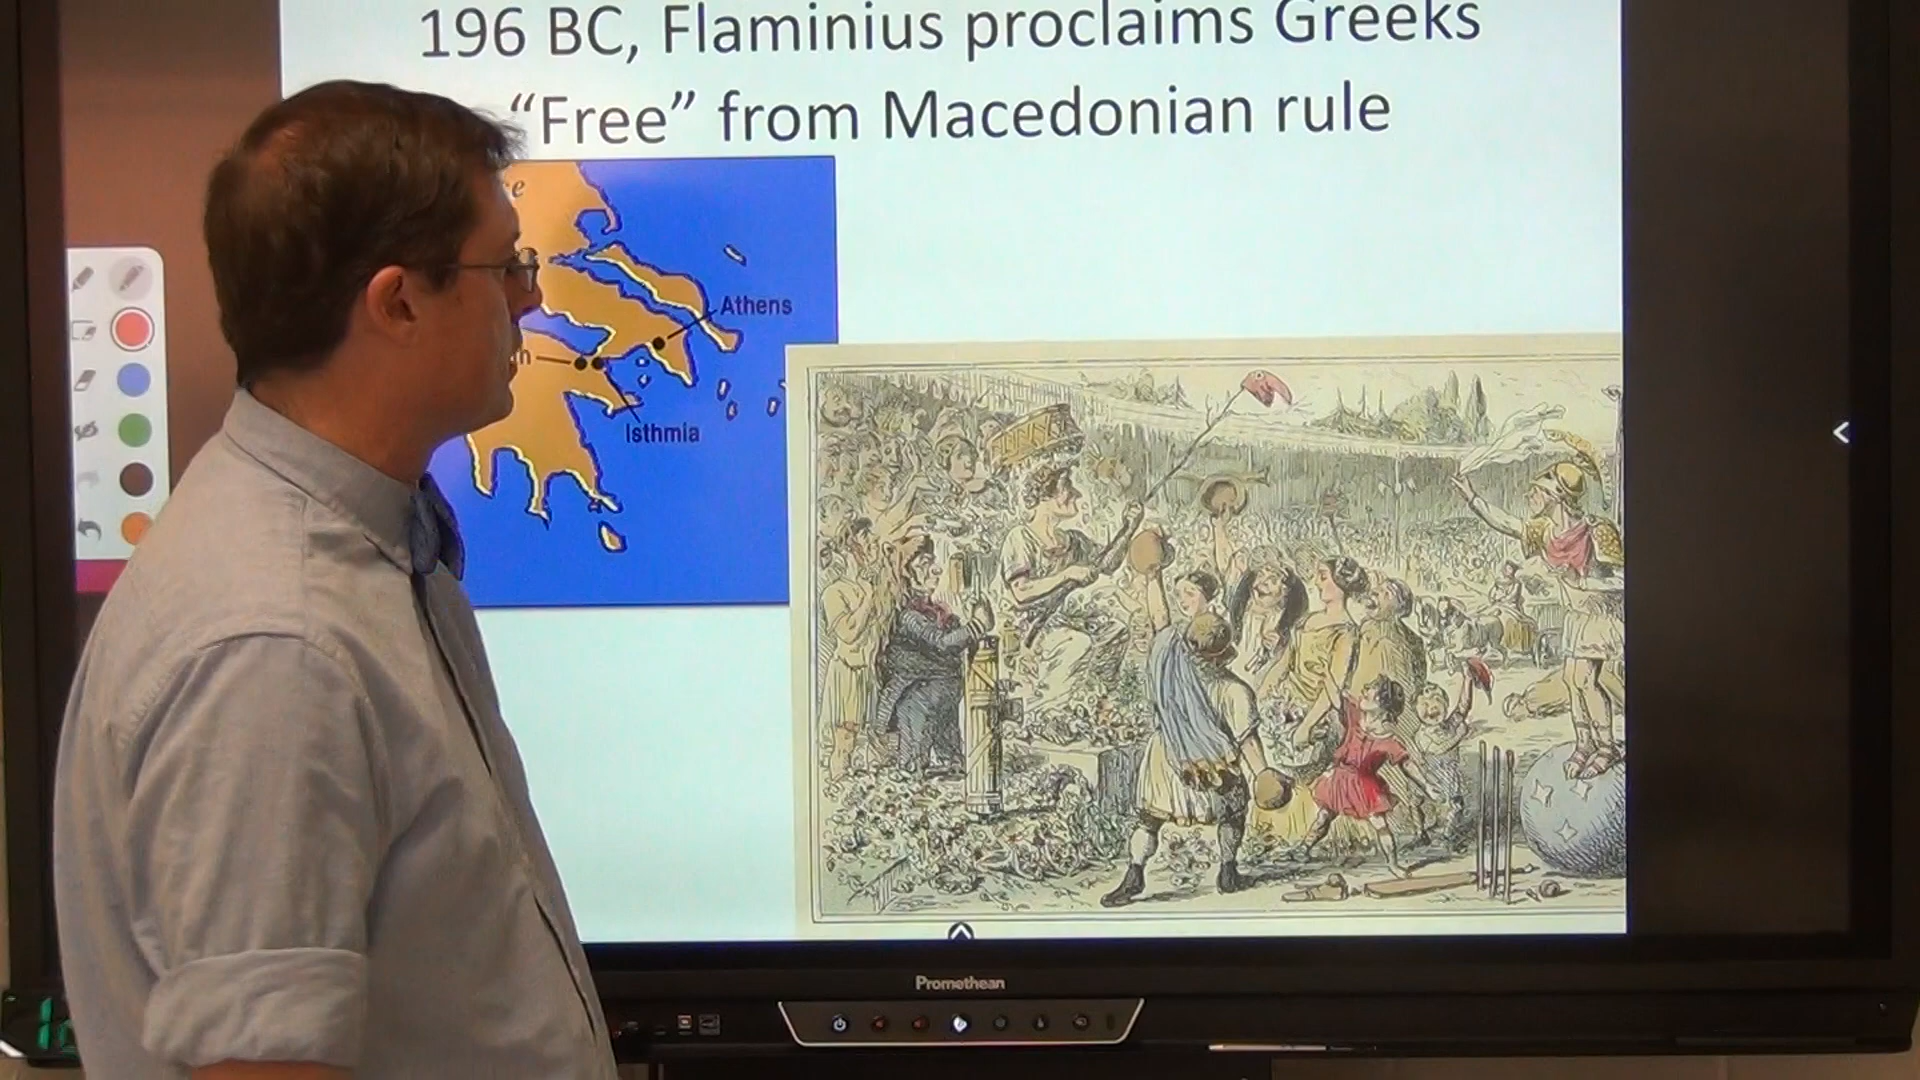 196 BC, Flaminius proclaims Greeks
“Free” from Macedonian rule
Athens
Isthmia
Promethean